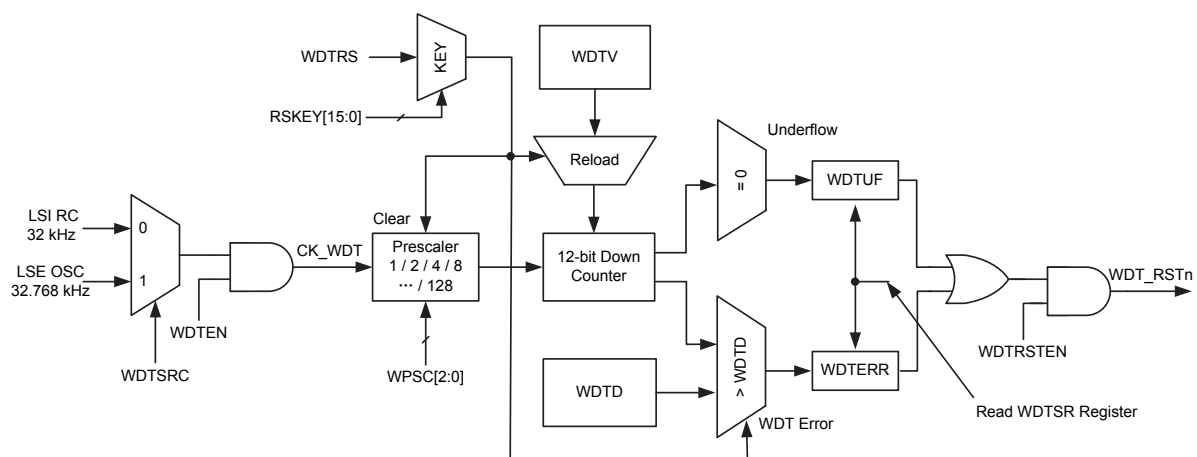 WDTRS
KEY
RSKEY[15:0]
WDTV
Reload
Underflow
= 0
WDTUF
LSI RC
32 kHz
0
LSE OSC
32.768 kHz
1
WDTSRC
WDTEN
CK_WDT
Clear
Prescaler
1 / 2 / 4 / 8
... / 128
WPSC[2:0]
12-bit Down
Counter
WDTD
> WDTD
WDT Error
WDTERR
Read WDTSR Register
WDTRSTEN
WDT_RSTn